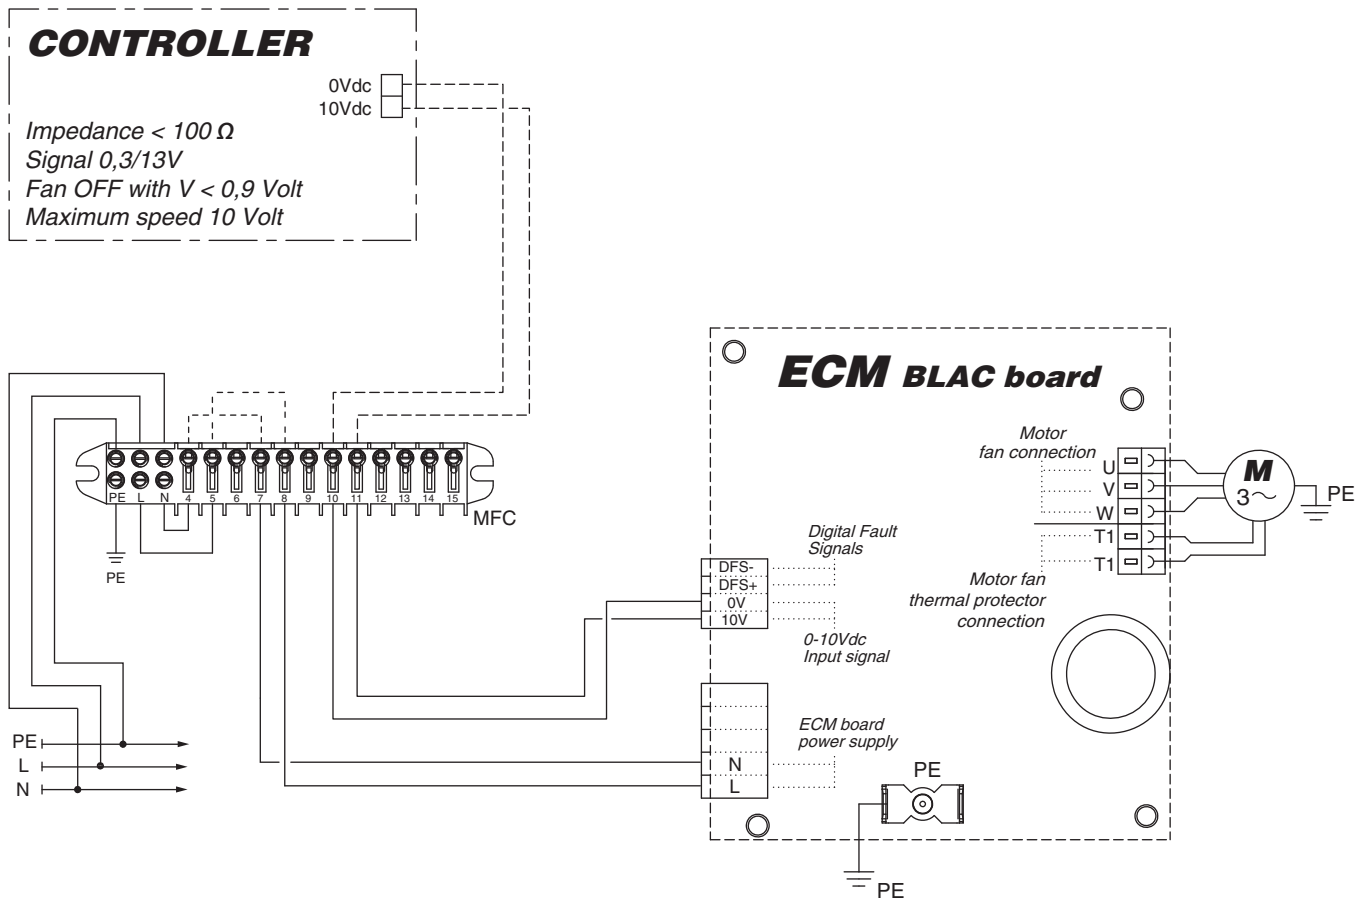 CONTROLLER
0Vdc
10Vdc
Impedance < 100 Ω
Signal 0,3/13V
Fan OFF with V < 0,9 Volt
Maximum speed 10 Volt
ECM BLAC board
Motor
fan connection
U
V
W
T1
T1
M
3~
PE
Motor fan
thermal protector
connection
PE L N 4 5 6 7 8 9 10 11 12 13 14 15
MFC
PE
Digital Fault
Signals
DFS-
DFS+
0V
10V
0-10Vdc
Input signal
ECM board
power supply
N
L
PE
L
N
PE
PE